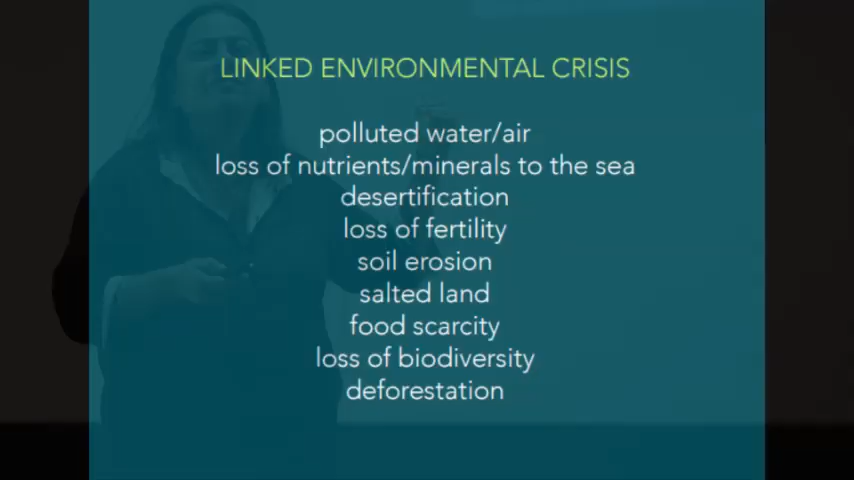 LINKED ENVIRONMENTAL CRISIS
polluted water/air
loss of nutrients/minerals to the sea
desertification
loss of fertility
soil erosion
salted land
food scarcity
loss of biodiversity
deforestation